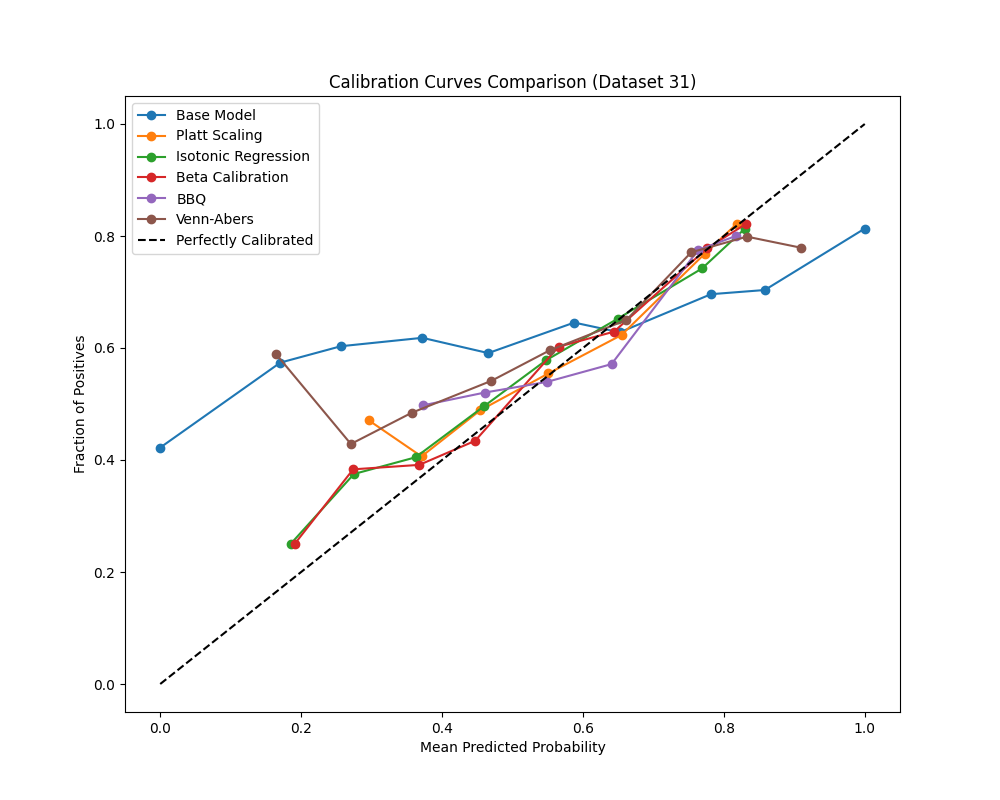 Calibration Curves Comparison (Dataset 31)
Base Model
Platt Scaling
Isotonic Regression
Beta Calibration
BBQ
Venn-Abers
Perfectly Calibrated
Fraction of Positives
1.0
0.8
0.6
0.4
0.2
0.0
0.0 0.2 0.4 0.6 0.8 1.0
Mean Predicted Probability